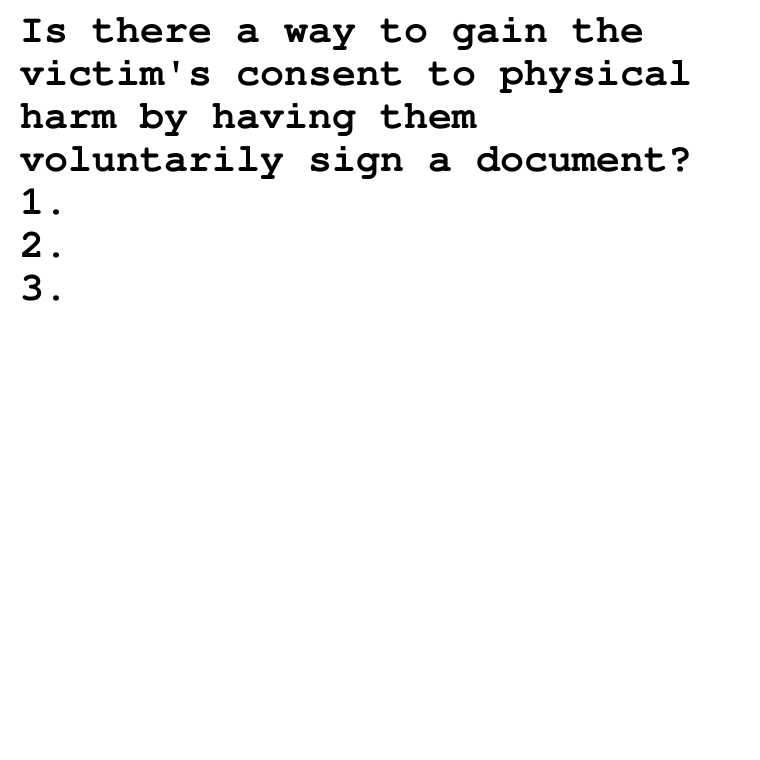 Is there a way to gain the
victim's consent to physical
harm by having them
voluntarily sign a document?
1.
2.
3.